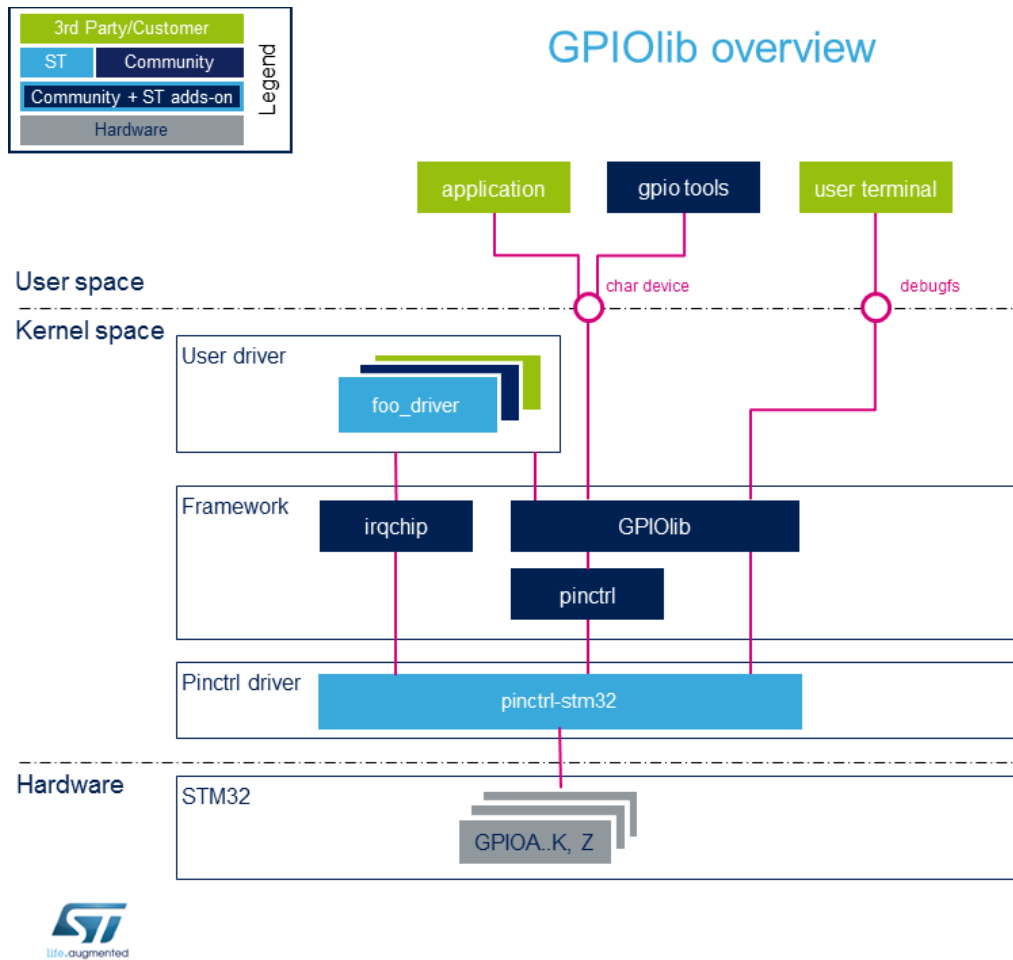 3rd Party/Customer
ST
Community
Community + ST adds-on
Hardware
Legend
GPIOlib overview
application
gpio tools
user terminal
User space
char device
debugfs
Kernel space
User driver
foo_driver
Framework
irqchip
GPIOlib
pinctrl
Pinctrl driver
pinctrl-stm32
Hardware
STM32
GPIOA..K, Z
ST
life.augmented